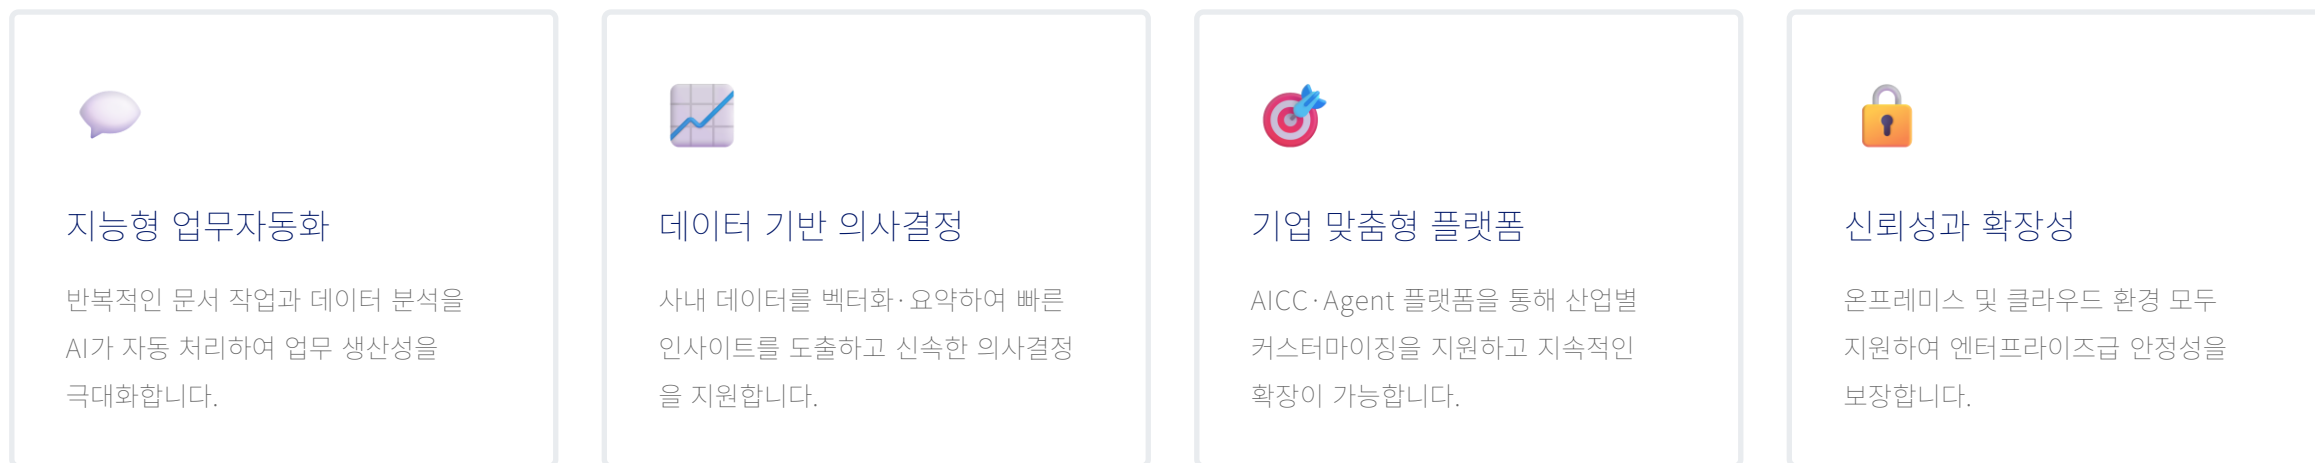 지능형 업무자동화
반복적인 문서 작업과 데이터 분석을
AI가 자동 처리하여 업무 생산성을
극대화합니다.
데이터 기반 의사결정
사내 데이터를 벡터화·요약하여 빠른
인사이트를 도출하고 신속한 의사결정
을 지원합니다.
기업 맞춤형 플랫폼
AICC·Agent 플랫폼을 통해 산업별
커스터마이징을 지원하고 지속적인
확장이 가능합니다.
신뢰성과 확장성
온프레미스 및 클라우드 환경 모두
지원하여 엔터프라이즈급 안정성을
보장합니다.